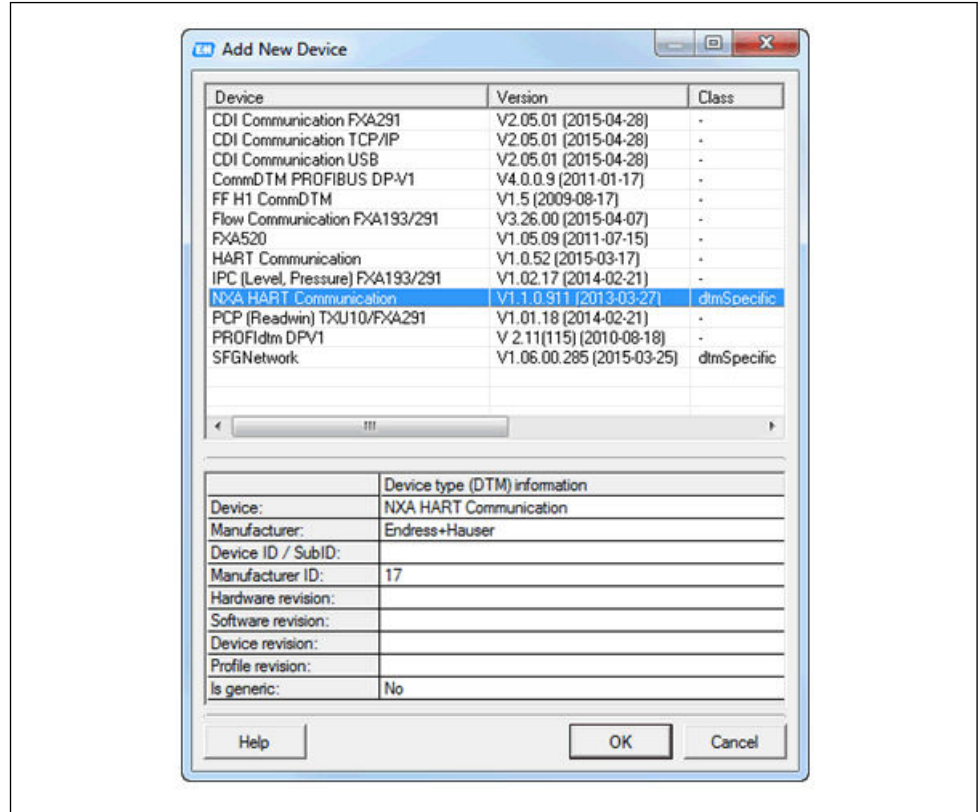 EH Add New Device
Device Version Class
CDI Communication FXA291 V2.05.01 (2015-04-28) -
CDI Communication TCP/IP V2.05.01 (2015-04-28) -
CDI Communication USB V2.05.01 (2015-04-28) -
CommDTM PROFIBUS DP-V1 V4.0.0.9 (2011-01-17) -
FF H1 CommDTM V1.5 (2009-08-17) -
Flow Communication FXA193/291 V3.26.00 (2015-04-07) -
FXA520 V1.05.09 (2011-07-15) -
HART Communication V1.0.52 (2015-03-17) -
IPC (Level, Pressure) FXA193/291 V1.02.17 (2014-02-21) -
NXA HART Communication V1.1.0.911 (2013-03-27) dtmSpecific
PCP (Readwin) TXU10/FXA291 V1.01.18 (2014-02-21) -
PROFIdtm DPV1 V 2.11(115) (2010-08-18) -
SFGNetwork V1.06.00.285 (2015-03-25) dtmSpecific
Device type (DTM) information
Device: NXA HART Communication
Manufacturer: Endress+Hauser
Device ID / SubID:
Manufacturer ID: 17
Hardware revision:
Software revision:
Device revision:
Profile revision:
Is generic: No
Help OK Cancel